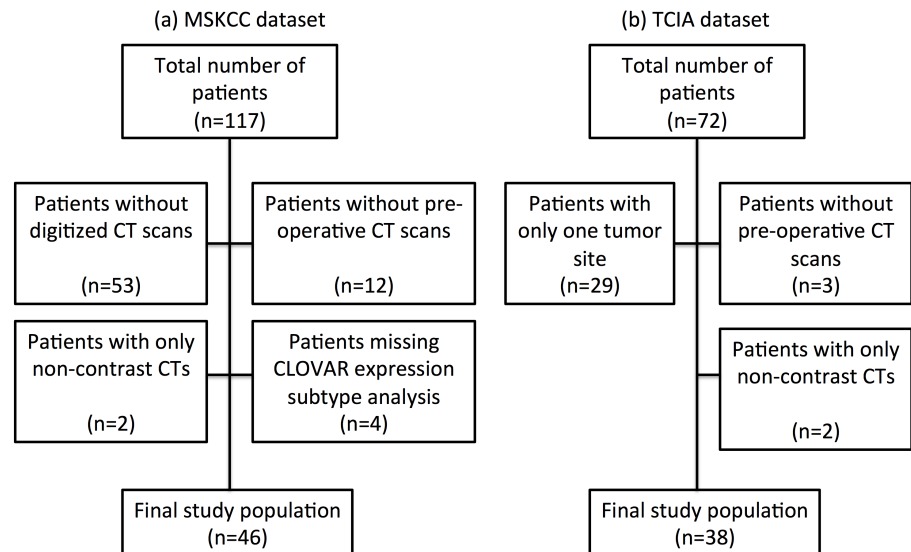 (a) MSKCC dataset
Total number of
patients
(n=117)
Patients without
digitized CT scans
(n=53)
Patients without pre-
operative CT scans
(n=12)
Patients with only
non-contrast CTs
(n=2)
Patients missing
CLOVAR expression
subtype analysis
(n=4)
Final study population
(n=46)
(b) TCIA dataset
Total number of
patients
(n=72)
Patients with
only one tumor
site
(n=29)
Patients without
pre-operative CT
scans
(n=3)
Patients with only
non-contrast CTs
(n=2)
Final study population
(n=38)